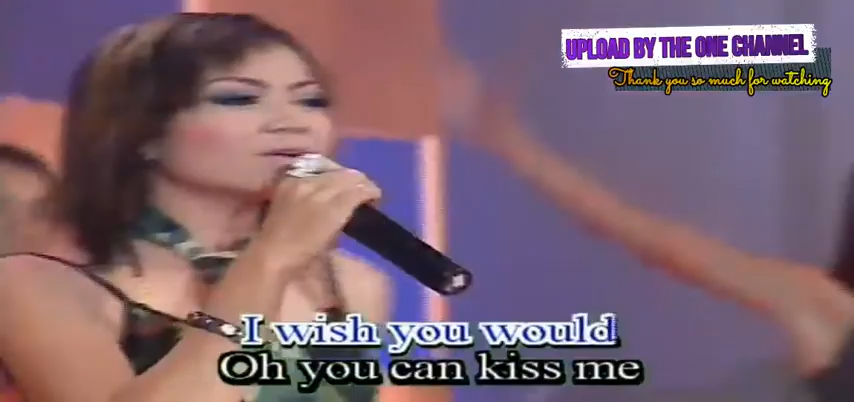 UPLOAD BY THE ONE CHANNEL
Thank you so much for watching
I wish you would
Oh you can kiss me